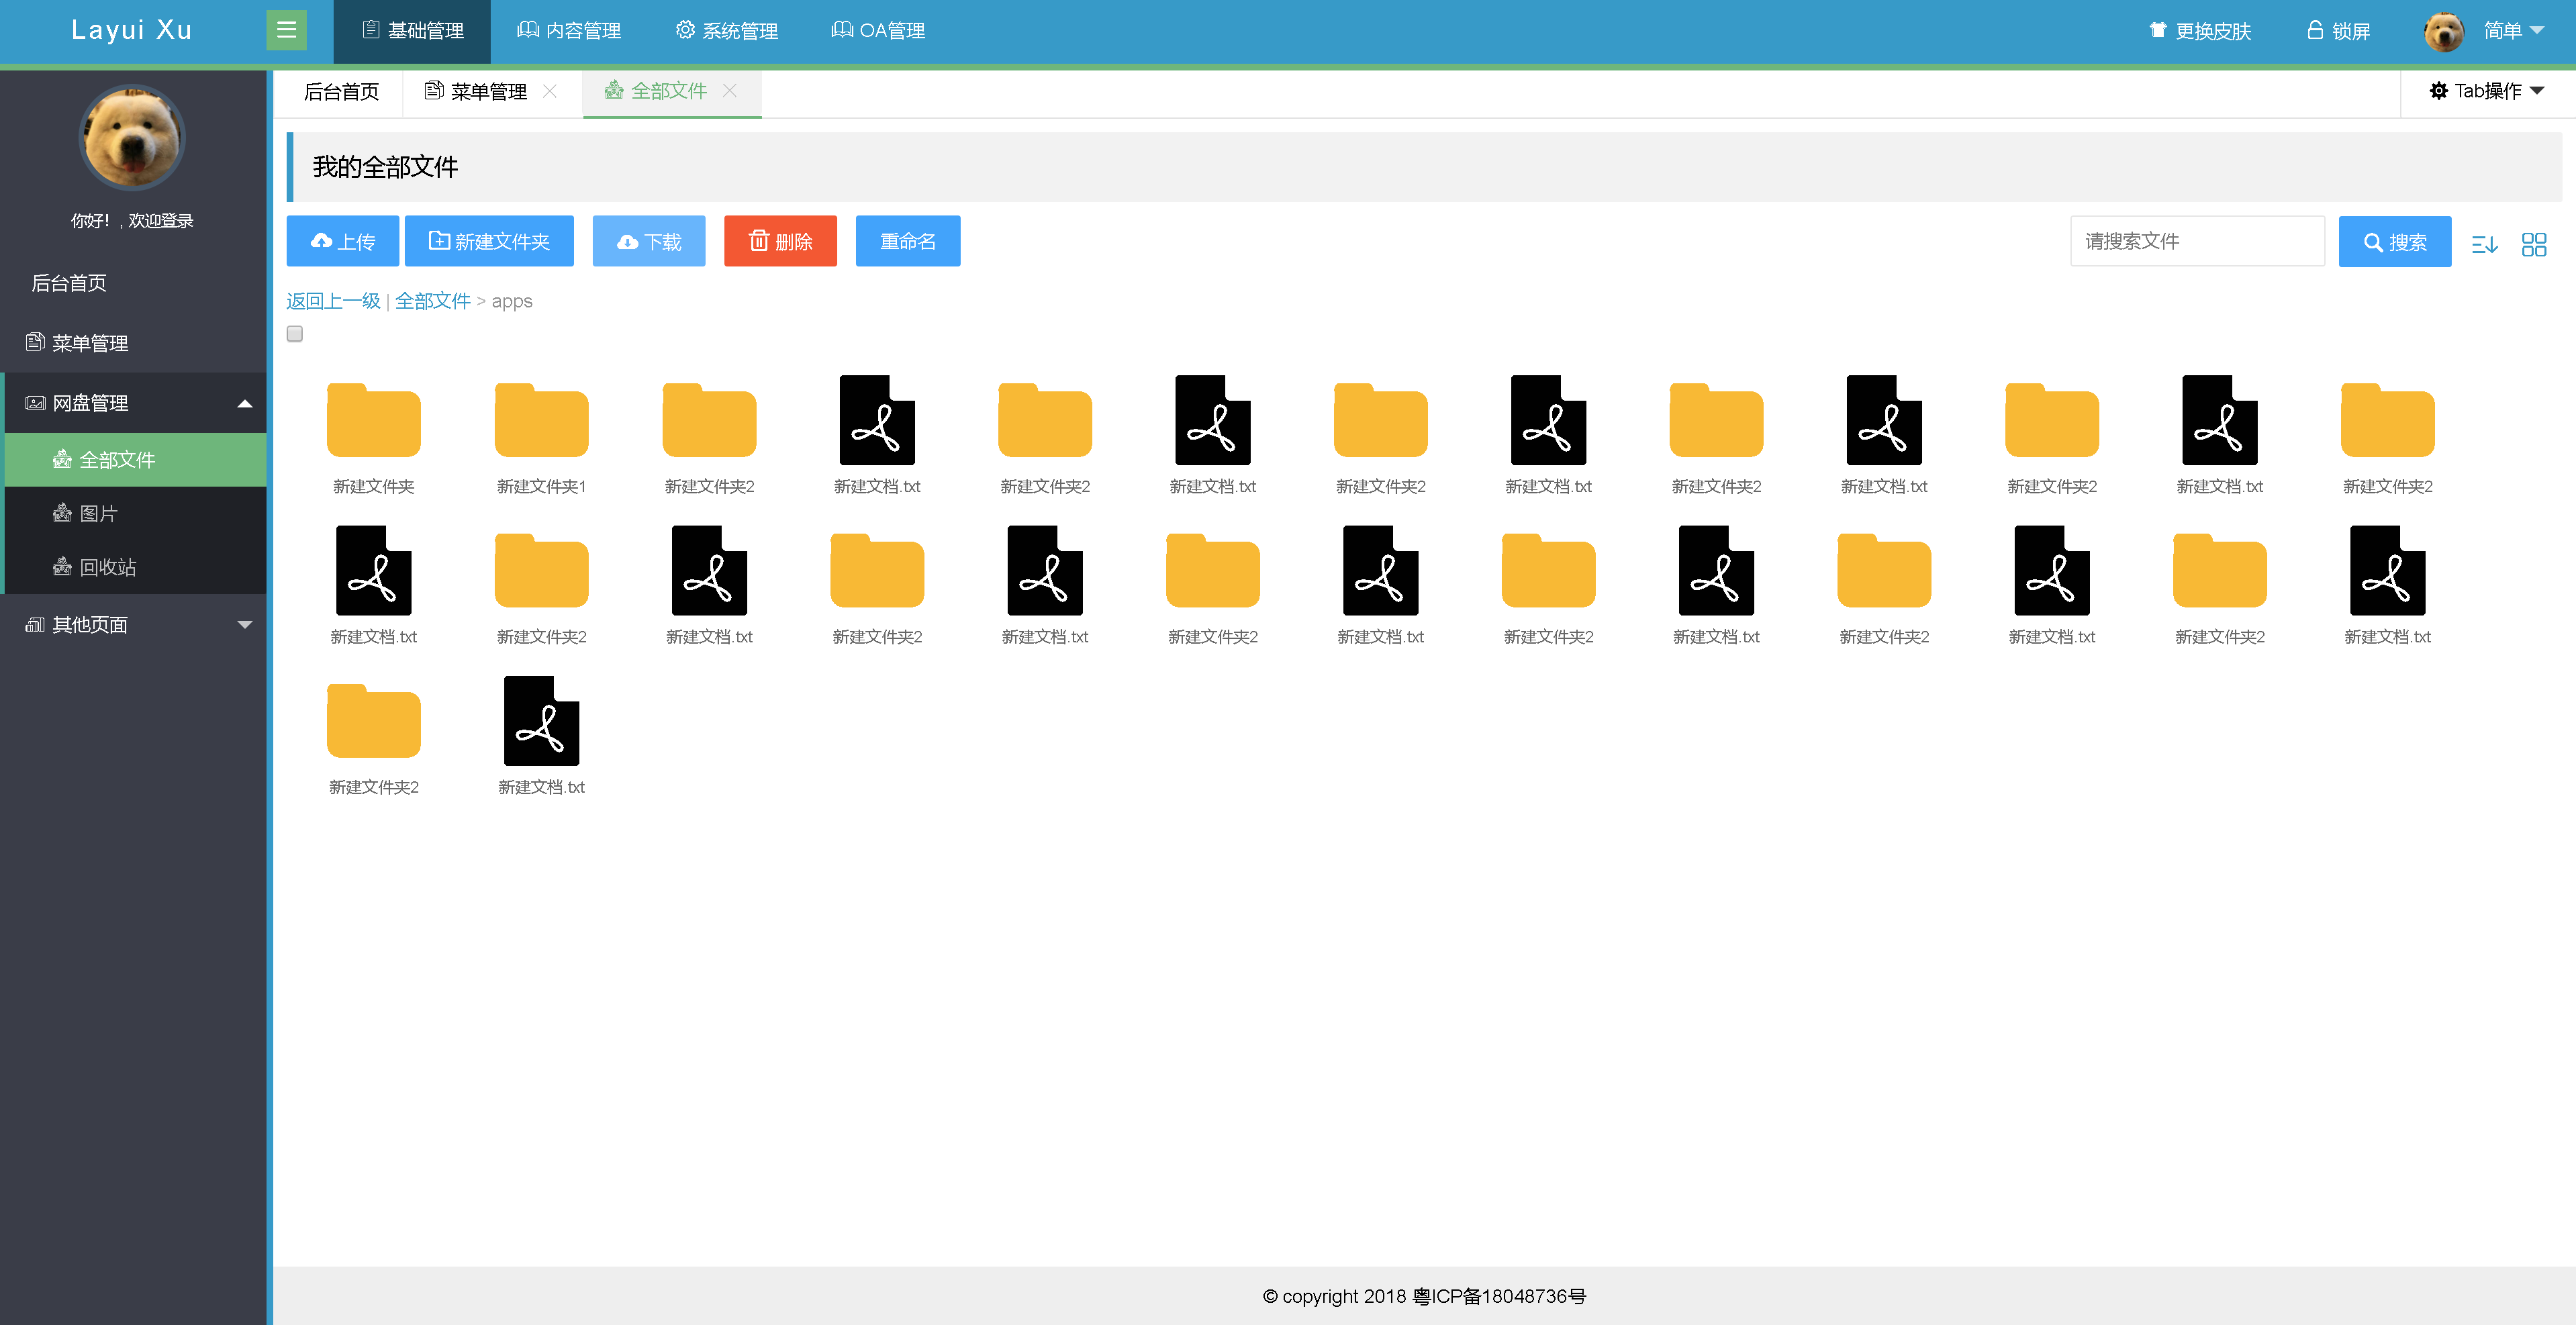 Layui Xu
基础管理
内容管理
系统管理
OA管理
更换皮肤
锁屏
简单
你好！, 欢迎登录
后台首页
菜单管理
网盘管理
全部文件
图片
回收站
其他页面
后台首页
菜单管理
全部文件
Tab操作
我的全部文件
上传
新建文件夹
下载
删除
重命名
请搜索文件
搜索
返回上一级 | 全部文件 > apps
新建文件夹
新建文件夹1
新建文件夹2
新建文档.txt
新建文件夹2
新建文档.txt
新建文件夹2
新建文档.txt
新建文件夹2
新建文档.txt
新建文件夹2
新建文档.txt
新建文件夹2
新建文档.txt
新建文件夹2
新建文档.txt
新建文件夹2
新建文档.txt
新建文件夹2
新建文档.txt
新建文件夹2
新建文档.txt
新建文件夹2
新建文档.txt
新建文件夹2
新建文档.txt
新建文件夹2
新建文档.txt
© copyright 2018 粤ICP备18048736号